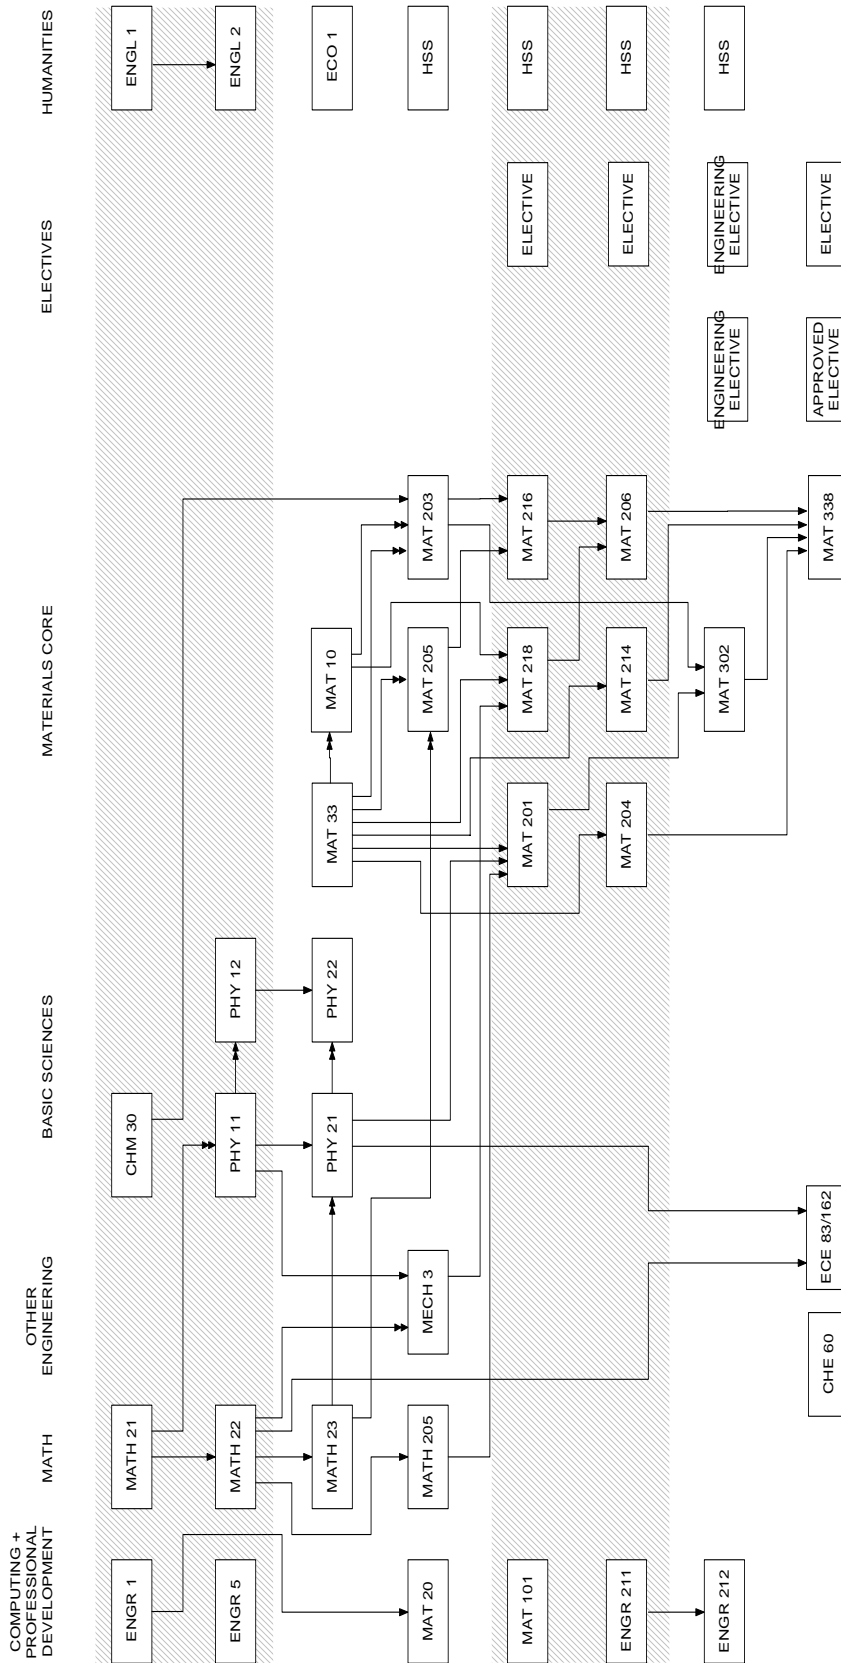 COMPUTING +
PROFESSIONAL
DEVELOPMENT
MATH
OTHER
ENGINEERING
BASIC SCIENCES
MATERIALS CORE
ELECTIVES
HUMANITIES
ENGR 1
MATH 21
CHM 30
ENGL 1
ENGR 5
MATH 22
PHY 11
PHY 12
ENGL 2
MATH 23
PHY 21
PHY 22
MAT 33
MAT 10
ECO 1
MAT 20
MATH 205
MECH 3
MAT 205
MAT 203
HSS
MAT 101
MAT 201
MAT 218
MAT 216
ELECTIVE
HSS
ENGR 211
MAT 204
MAT 214
MAT 206
ELECTIVE
HSS
ENGR 212
MAT 302
ENGINEERING
ELECTIVE
ENGINEERING
ELECTIVE
HSS
CHE 60
ECE 83/162
MAT 338
APPROVED
ELECTIVE
ELECTIVE